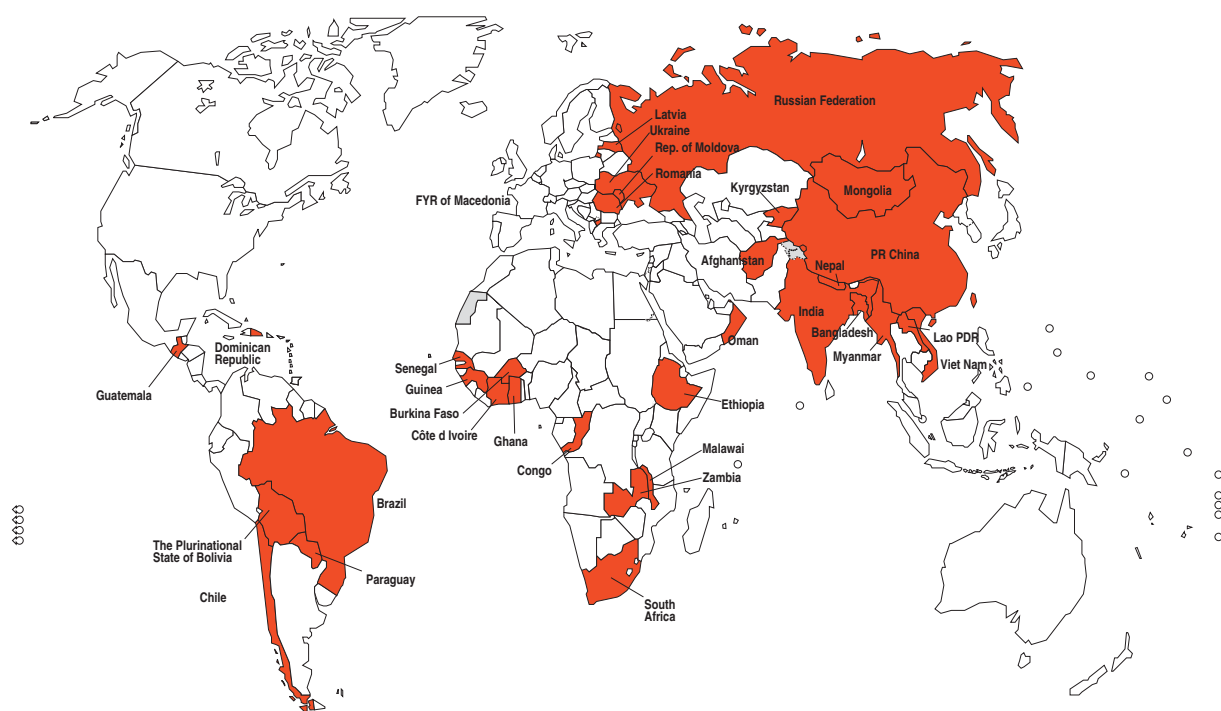 Russian Federation
Latvia
Ukraine
Rep. of Moldova
Romania
Kyrgyzstan
Mongolia
FYR of Macedonia
PR China
Afghanistan
Nepal
India
Bangladesh
Oman
Myanmar
Lao PDR
Viet Nam
Dominican
Republic
Guatemala
Senegal
Guinea
Burkina Faso
Côte d Ivoire
Ghana
Ethiopia
Congo
Malawai
Zambia
Brazil
The Plurinational
State of Bolivia
Paraguay
Chile
South
Africa